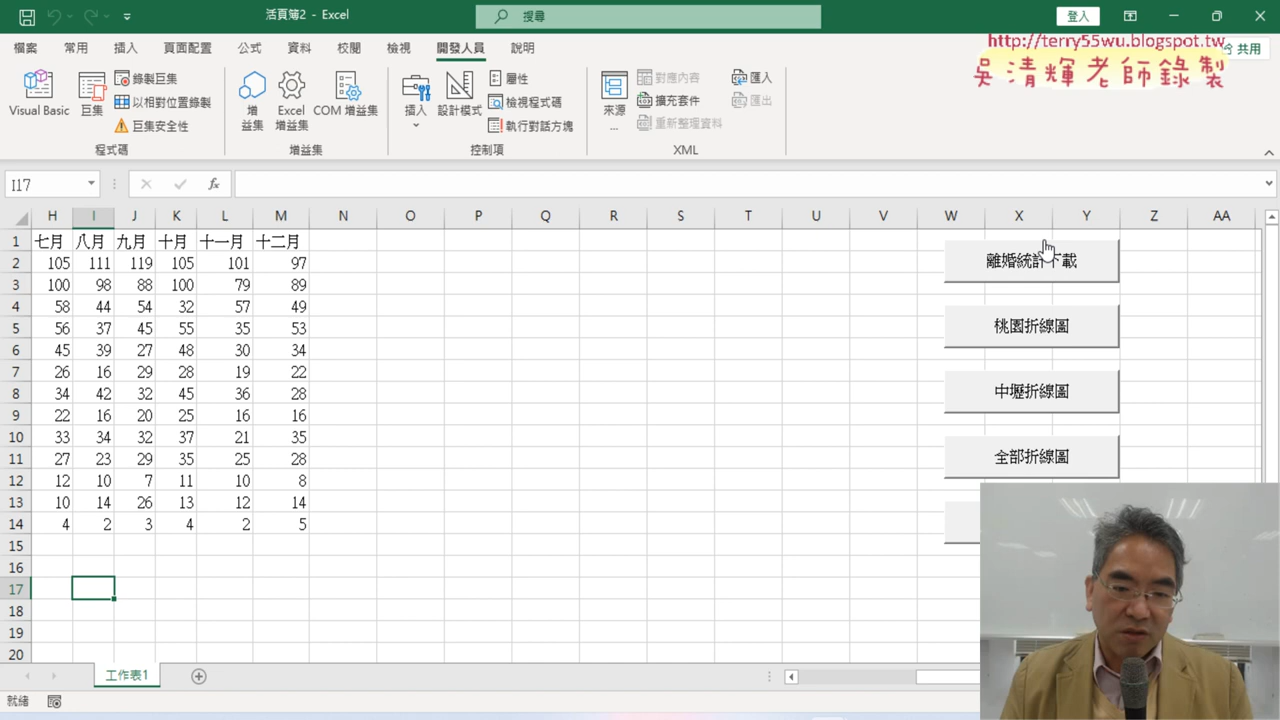 活頁簿2 - Excel
搜尋
登入
http://terry55wu.blogspot.tw
吳清輝老師錄製
檔案 常用 插入 頁面配置 公式 資料 校閱 檢視 開發人員 說明
共用
Visual Basic
巨集
錄製巨集
以相對位置錄製
巨集安全性
程式碼
增益集
Excel 增益集
COM 增益集
增益集
插入
設計模式
屬性
檢視程式碼
執行對話方塊
控制項
來源
...
對應內容
擴充套件
重新整理資料
匯入
匯出
XML
I17
fx
H I J K L M N O P Q R S T U V W X Y Z AA
1 七月 八月 九月 十月 十一月 十二月
2 105 111 119 105 101 97
3 100 98 88 100 79 89
4 58 44 54 32 57 49
5 56 37 45 55 35 53
6 45 39 27 48 30 34
7 26 16 29 28 19 22
8 34 42 32 45 36 28
9 22 16 20 25 16 16
10 33 34 32 37 21 35
11 27 23 29 35 25 28
12 12 10 7 11 10 8
13 10 14 26 13 12 14
14 4 2 3 4 2 5
15
16
17
18
19
20
離婚統計下載
桃園折線圖
中壢折線圖
全部折線圖
工作表1
就緒